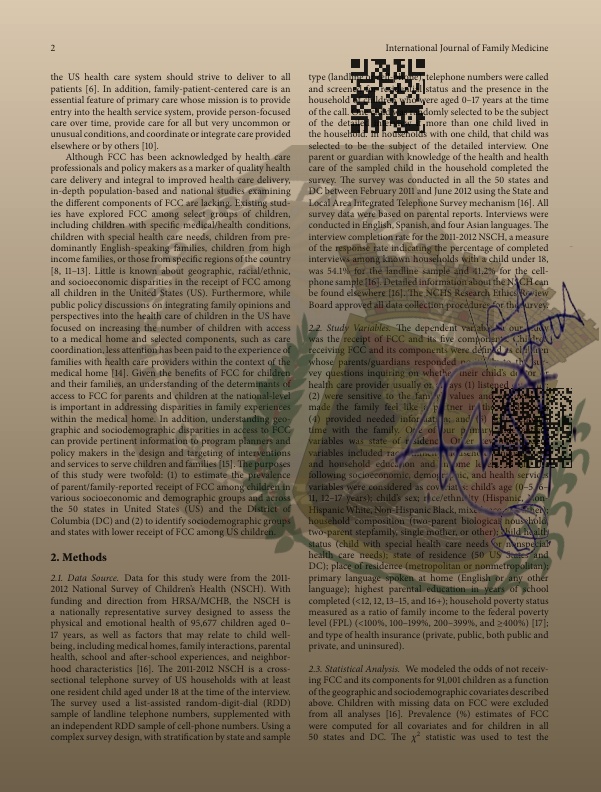 2
International Journal of Family Medicine
the US health care system should strive to deliver to all
patients [6]. In addition, family-patient-centered care is an
essential feature of primary care whose mission is to provide
entry into the health service system, provide person-focused
care over time, provide care for all but very uncommon or
unusual conditions, and coordinate or integrate care provided
elsewhere or by others [10].
Although FCC has been acknowledged by health care
professionals and policy makers as a marker of quality health
care delivery and integral to improved health care delivery,
in-depth population-based and national studies examining
the different components of FCC are lacking. Existing stud-
ies have explored FCC among select groups of children,
including children with specific medical/health conditions,
children with special health care needs, children from pre-
dominantly English-speaking families, children from high
income families, or those from specific regions of the country
[8, 11–13]. Little is known about geographic, racial/ethnic,
and socioeconomic disparities in the receipt of FCC among
all children in the United States (US). Furthermore, while
public policy discussions on integrating family opinions and
perspectives into the health care of children in the US have
focused on increasing the number of children with access
to a medical home and selected components, such as care
coordination, less attention has been paid to the experience of
families with health care providers within the context of the
medical home [14]. Given the benefits of FCC for children
and their families, an understanding of the determinants of
access to FCC for parents and children at the national-level
is important in addressing disparities in family experiences
within the medical home. In addition, understanding geo-
graphic and sociodemographic disparities in access to FCC
can provide pertinent information to program planners and
policy makers in the design and targeting of interventions
and services to serve children and families [15]. The purposes
of this study were twofold: (1) to estimate the prevalence
of parent/family-reported receipt of FCC among children in
various socioeconomic and demographic groups and across
the 50 states in United States (US) and the District of
Columbia (DC) and (2) to identify sociodemographic groups
and states with lower receipt of FCC among US children.
2. Methods
2.1. Data Source. Data for this study were from the 2011-
2012 National Survey of Children's Health (NSCH). With
funding and direction from HRSA/MCHB, the NSCH is
a nationally representative survey designed to assess the
physical and emotional health of 95,677 children aged 0–
17 years, as well as factors that may relate to child well-
being, including medical homes, family interactions, parental
health, school and after-school experiences, and neighbor-
hood characteristics [16]. The 2011-2012 NSCH is a cross-
sectional telephone survey of US households with at least
one resident child aged under 18 at the time of the interview.
The survey used a list-assisted random-digit-dial (RDD)
sample of landline telephone numbers, supplemented with
an independent RDD sample of cell-phone numbers. Using a
complex survey design, with stratification by state and sample
type telephone numbers were called
and screened status and the presence in the
household who were aged 0–17 years at the time
of the call. randomly selected to be the subject
of the more than one child lived in
the household. In households with one child, that child was
selected to be the subject of the detailed interview. One
parent or guardian with knowledge of the health and health
care of the sampled child in the household completed the
survey. The survey was conducted in all the 50 states and
DC between February 2011 and June 2012 using the State and
Local Area Integrated Telephone Survey mechanism [16]. All
survey data were based on parental reports. Interviews were
conducted in English, Spanish, and four Asian languages. The
interview completion rate for the 2011-2012 NSCH, a measure
of the response rate indicating the percentage of completed
interviews among known households with a child under 18,
was 54.1% for the landline sample and 41.2% for the cell-
phone sample [16]. Detailed information about the NSCH can
be found elsewhere [16]. The NCHS Research Ethics Review
Board approved all data collection procedures for the survey.
2.2. Study Variables. The dependent variable in our study
was the receipt of FCC and its five components. Children
receiving FCC and its components were defined as children
whose parents/guardians responded to
vey questions inquiring on whether their child's
health care provider usually or always (1) listened
(2) were sensitive to the family values and
made the family feel like partner
(4) provided needed information, and (5)
time with the family. One of our primary
variables was state of residence. Other
variables included race
and household education and income
following socioeconomic, demographic, and health services
variables were considered as covariates: child's age (0–5, 6–
11, 12–17 years); child's sex; race/ethnicity (Hispanic, Non-
Hispanic White, Non-Hispanic Black, mixed other);
household composition (two-parent biological household,
two-parent stepfamily, single mother, or other); child health
status (child with special health care needs or nonspecial
health care needs); state of residence (50 US States and
DC); place of residence (metropolitan or nonmetropolitan);
primary language spoken at home (English or any other
language); highest parental education in years of school
completed (<12, 12, 13–15, and 16+); household poverty status
measured as a ratio of family income to the federal poverty
level (FPL) (<100%, 100–199%, 200–399%, and ≥400%) [17];
and type of health insurance (private, public, both public and
private, and uninsured).
2.3. Statistical Analysis. We modeled the odds of not receiv-
ing FCC and its components for 91,001 children as a function
of the geographic and sociodemographic covariates described
above. Children with missing data on FCC were excluded
from all analyses [16]. Prevalence (%) estimates of FCC
were computed for all covariates and for children in all
50 states and DC. The χ² statistic was used to test the